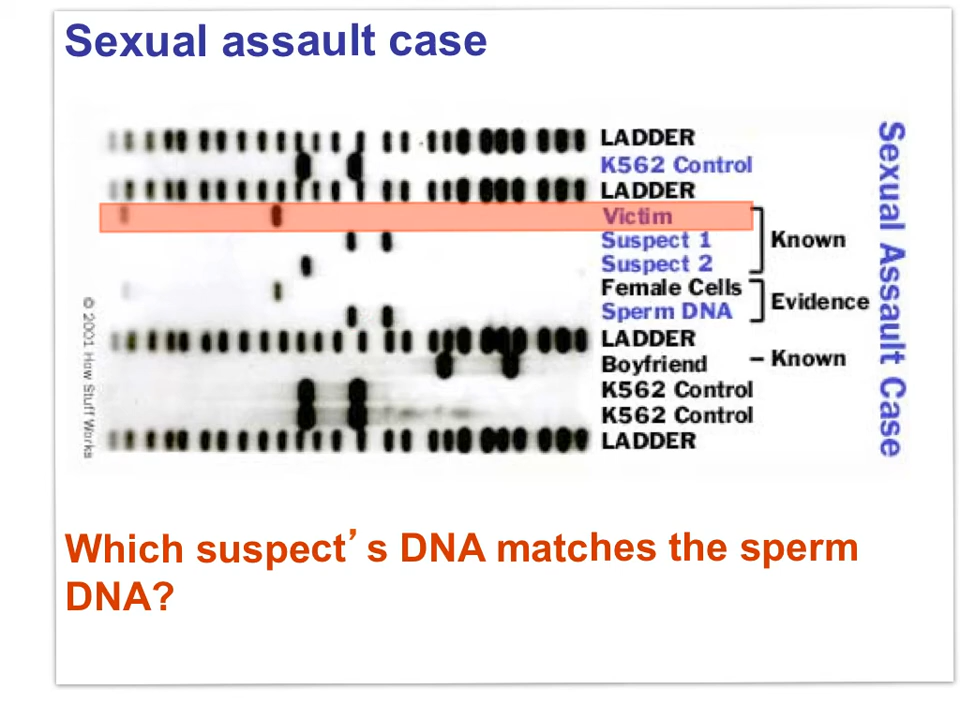 Sexual assault case
LADDER
K562 Control
LADDER
Victim
Suspect 1
Suspect 2
Known
Female Cells
Sperm DNA
Evidence
LADDER
Boyfriend
– Known
K562 Control
K562 Control
LADDER
Sexual Assault Case
© 2001 How Stuff Works
Which suspect’s DNA matches the sperm
DNA?